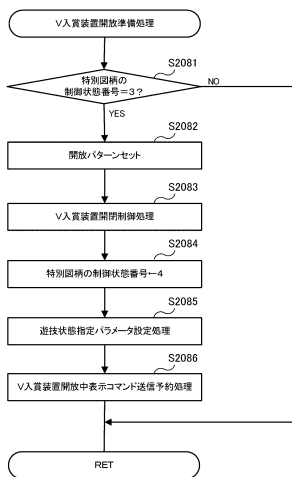 V入賞装置開放準備処理
S2081
特別図柄の
制御状態番号=3?
NO
YES
S2082
開放パターンセット
S2083
V入賞装置開閉制御処理
S2084
特別図柄の制御状態番号←4
S2085
遊技状態指定パラメータ設定処理
S2086
V入賞装置開放中表示コマンド送信予約処理
RET